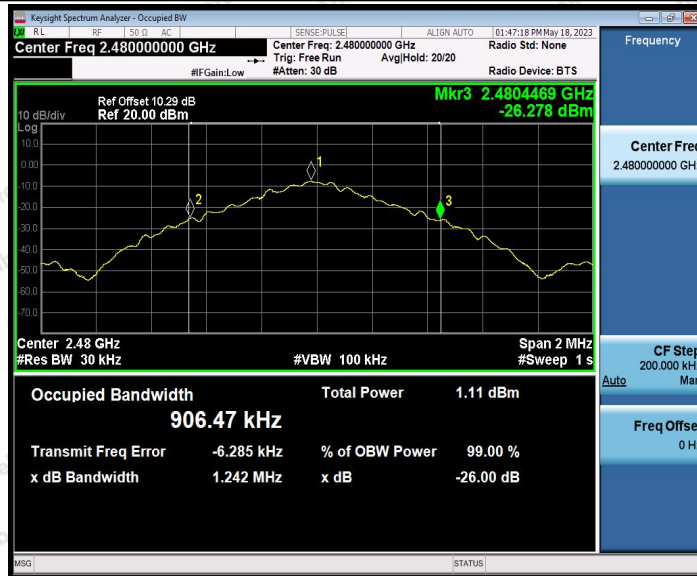 Keysight Spectrum Analyzer - Occupied BW
LXI RL RF 50 Ω AC SENSE:PULSE ALIGN AUTO 01:47:18 PM May 18, 2023
Center Freq 2.480000000 GHz
#IFGain:Low
Center Freq: 2.480000000 GHz
Trig: Free Run Avg|Hold: 20/20
#Atten: 30 dB
Radio Std: None
Radio Device: BTS
Frequency
Ref Offset 10.29 dB
10 dB/div Ref 20.00 dBm
Mkr3 2.4804469 GHz
-26.278 dBm
Log
10.0
0.00
-10.0
-20.0
-30.0
-40.0
-50.0
-60.0
-70.0
1
2
3
Center 2.48 GHz Span 2 MHz
#Res BW 30 kHz #VBW 100 kHz #Sweep 1 s
Center Fre
2.480000000 GH
CF Step
200.000 kH
Auto Ma
Freq Offse
0 H
Occupied Bandwidth
906.47 kHz
Total Power 1.11 dBm
Transmit Freq Error -6.285 kHz % of OBW Power 99.00 %
x dB Bandwidth 1.242 MHz x dB -26.00 dB
MSG STATUS